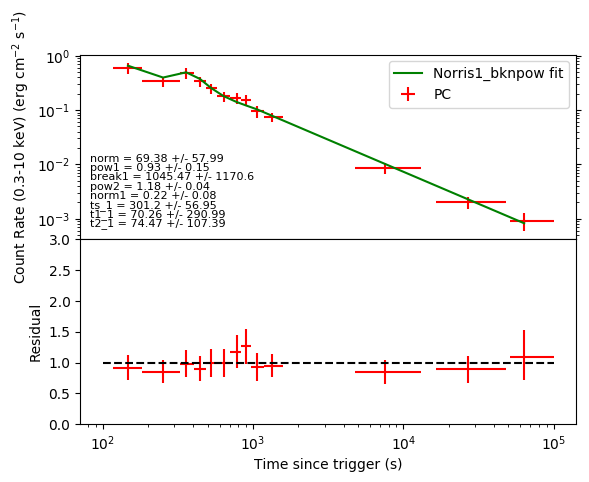 Count Rate (0.3-10 keV) (erg cm⁻² s⁻¹)
10⁰
10⁻¹
10⁻²
10⁻³
Norris1_bknpow fit
PC
norm = 69.38 +/- 57.99
pow1 = 0.93 +/- 0.15
break1 = 1045.47 +/- 1170.6
pow2 = 1.18 +/- 0.04
norm1 = 0.22 +/- 0.08
ts_1 = 301.2 +/- 56.95
t1_1 = 70.26 +/- 290.99
t2_1 = 74.47 +/- 107.39
Residual
3.0
2.5
2.0
1.5
1.0
0.5
0.0
10² 10³ 10⁴ 10⁵
Time since trigger (s)